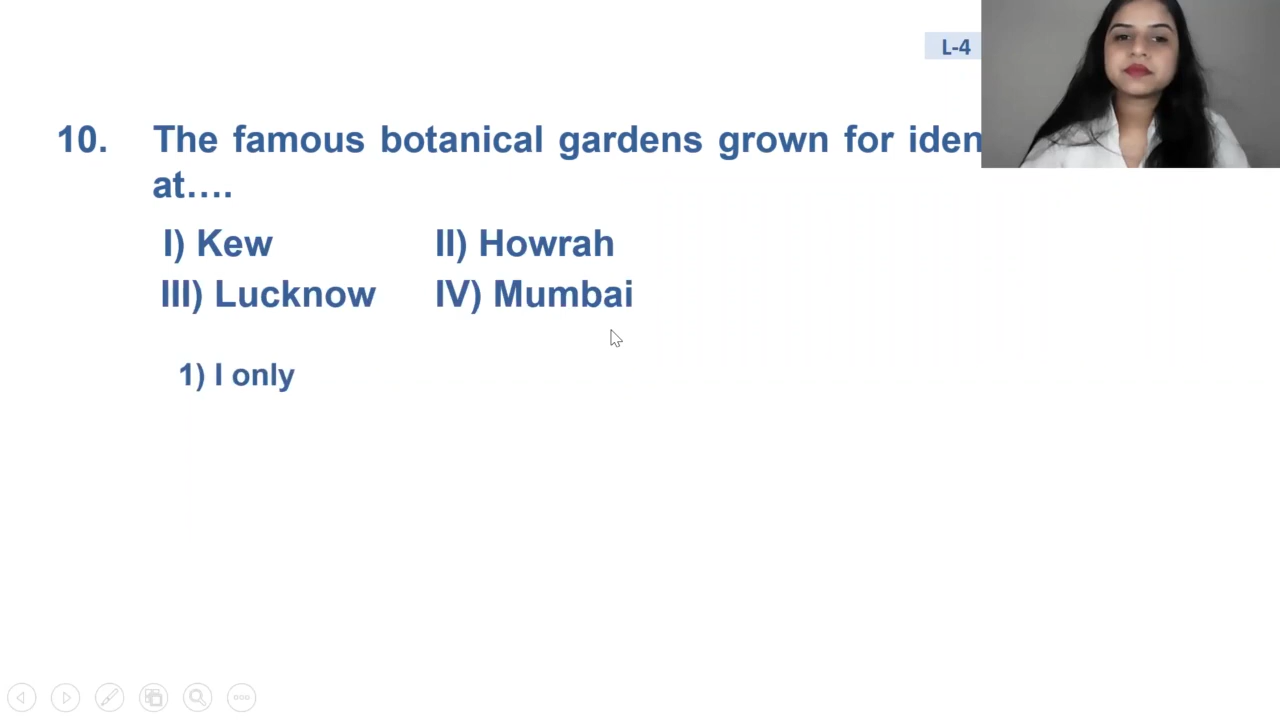 L-4
10. The famous botanical gardens grown for iden
at….
I) Kew II) Howrah
III) Lucknow IV) Mumbai
1) I only